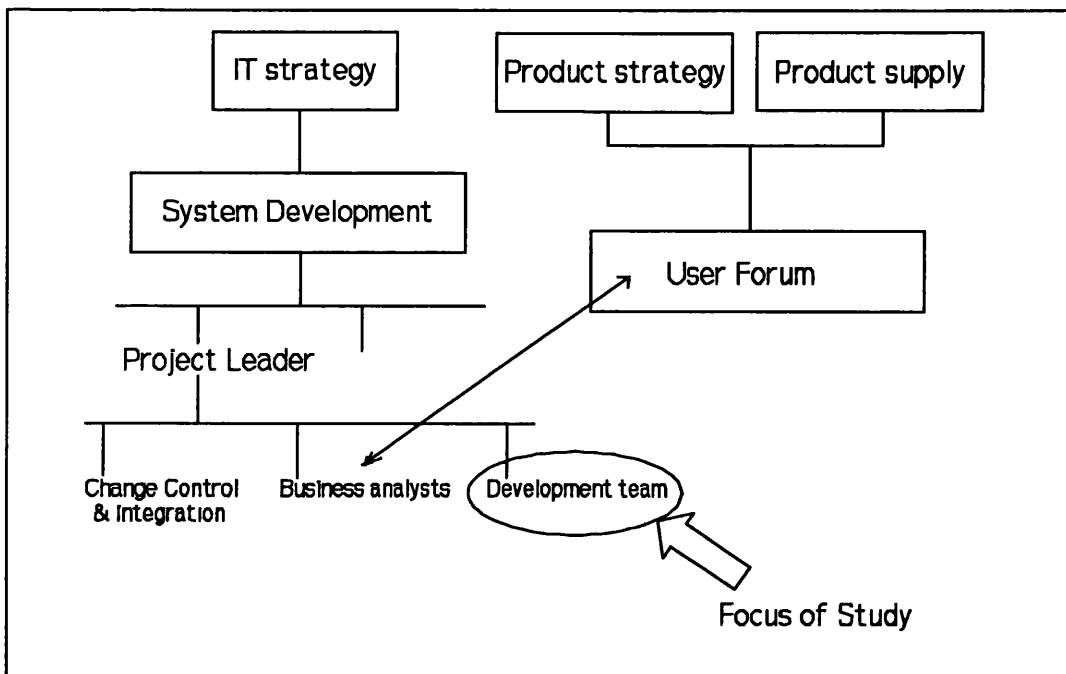 IT strategy
Product strategy
Product supply
System Development
User Forum
Project Leader
Change Control
& Integration
Business analysts
Development team
Focus of Study